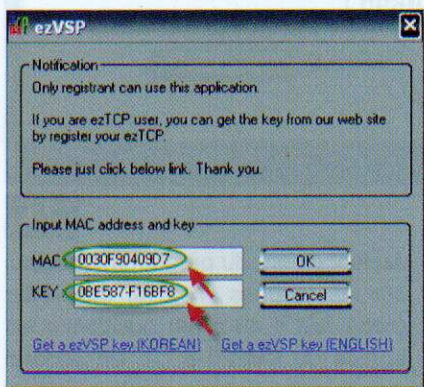 ezVSP
Notification
Only registrant can use this application.
If you are ezTCP user, you can get the key from our web site
by register your ezTCP.
Please just click below link. Thank you.
Input MAC address and key
MAC : 0030F90409D7 OK
KEY : 0BE587-F16BF8 Cancel
Get a ezVSP key (KOREAN) Get a ezVSP key (ENGLISH)